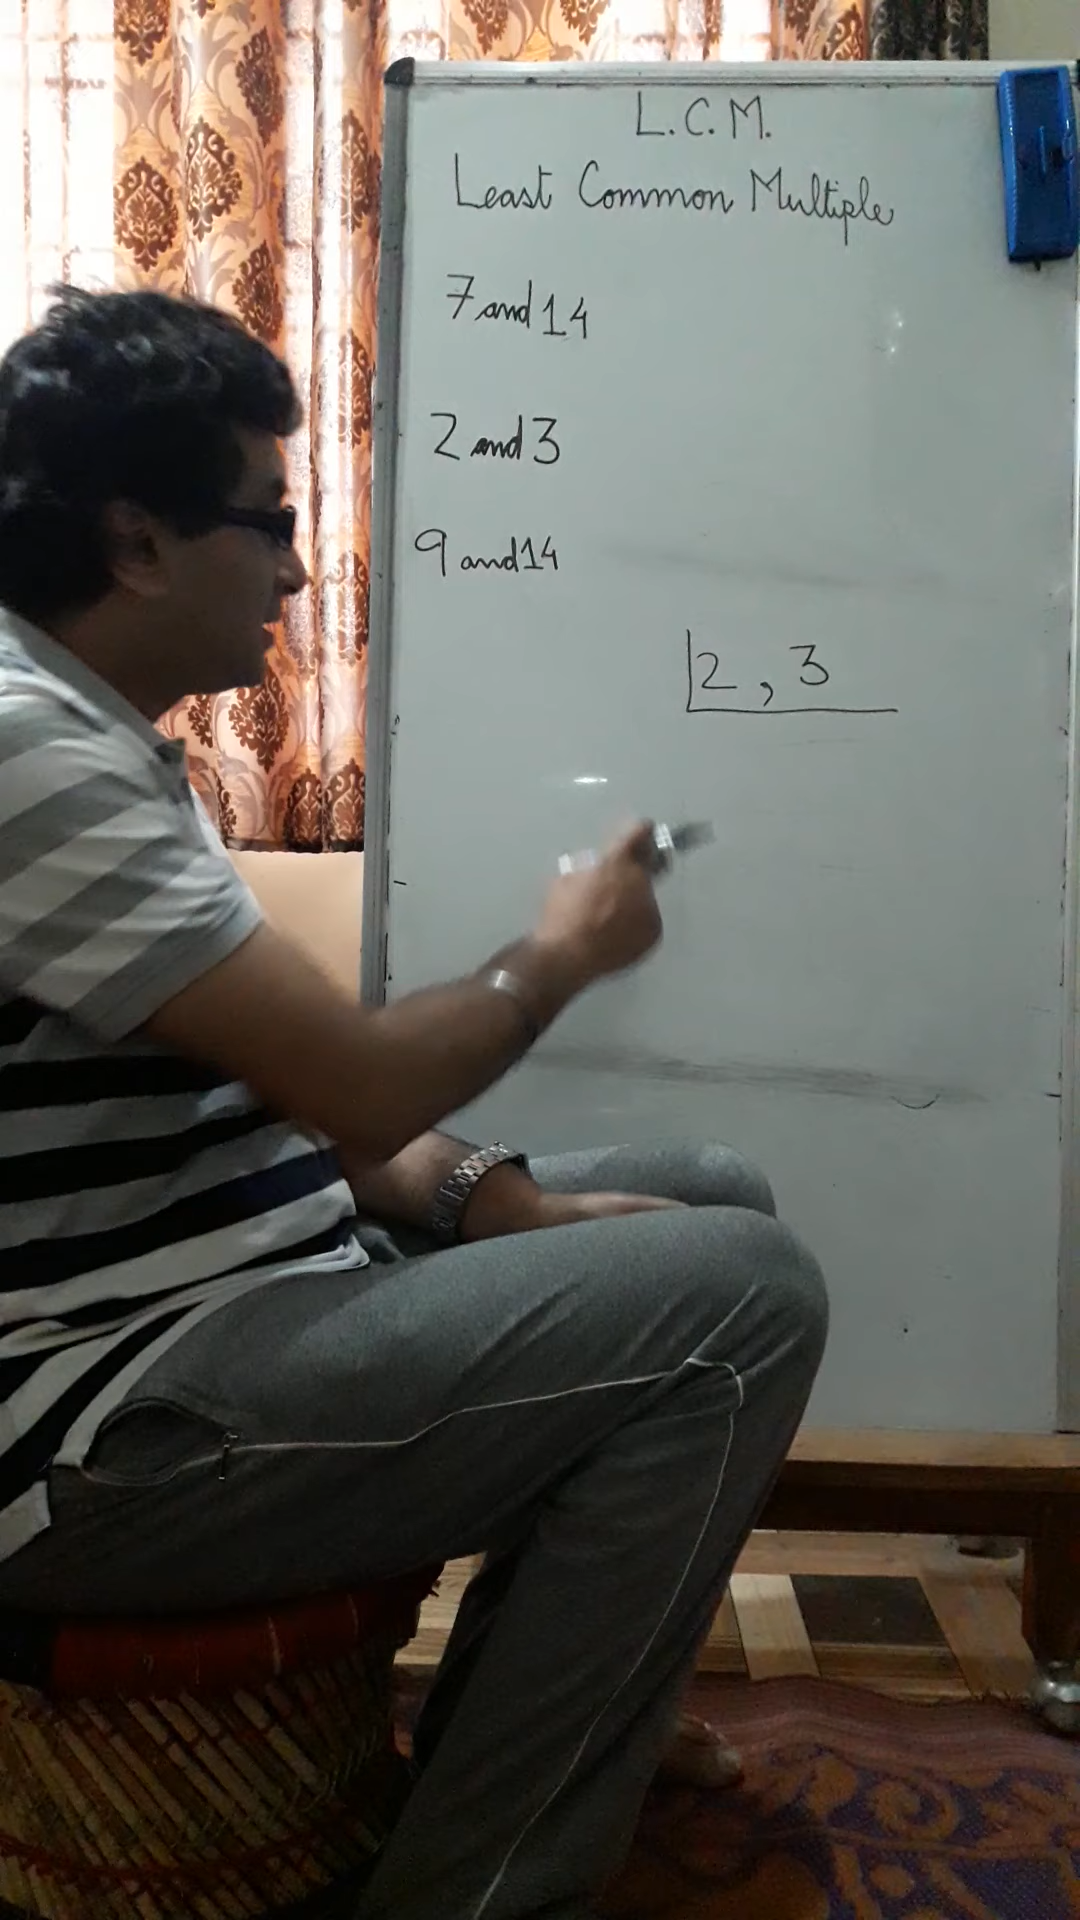 L.C.M.
Least Common Multiple
7 and 14
2 and 3
9 and 14
2, 3